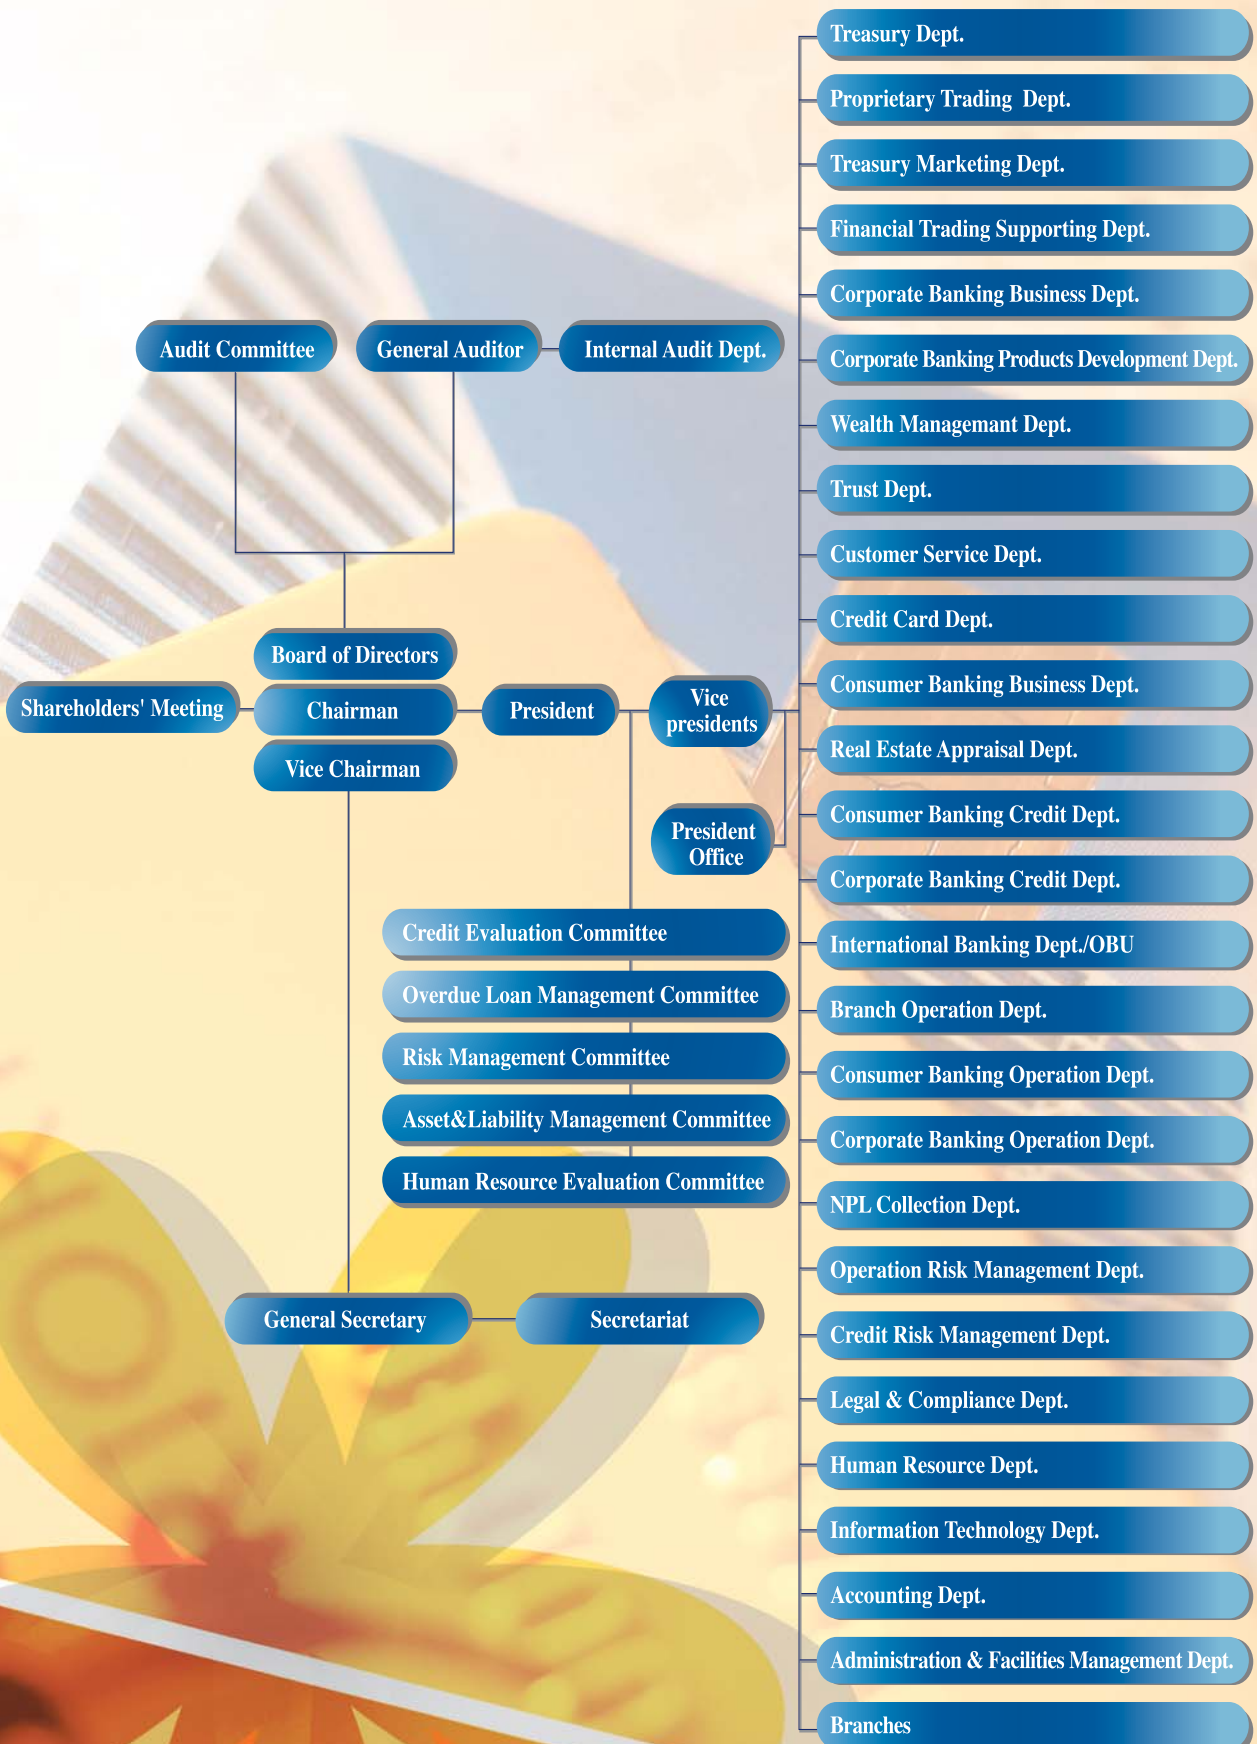 Audit Committee
General Auditor
Internal Audit Dept.
Board of Directors
Shareholders' Meeting
Chairman
Vice Chairman
President
Vice
presidents
President
Office
Credit Evaluation Committee
Overdue Loan Management Committee
Risk Management Committee
Asset&Liability Management Committee
Human Resource Evaluation Committee
General Secretary
Secretariat
Treasury Dept.
Proprietary Trading Dept.
Treasury Marketing Dept.
Financial Trading Supporting Dept.
Corporate Banking Business Dept.
Corporate Banking Products Development Dept.
Wealth Managemant Dept.
Trust Dept.
Customer Service Dept.
Credit Card Dept.
Consumer Banking Business Dept.
Real Estate Appraisal Dept.
Consumer Banking Credit Dept.
Corporate Banking Credit Dept.
International Banking Dept./OBU
Branch Operation Dept.
Consumer Banking Operation Dept.
Corporate Banking Operation Dept.
NPL Collection Dept.
Operation Risk Management Dept.
Credit Risk Management Dept.
Legal & Compliance Dept.
Human Resource Dept.
Information Technology Dept.
Accounting Dept.
Administration & Facilities Management Dept.
Branches